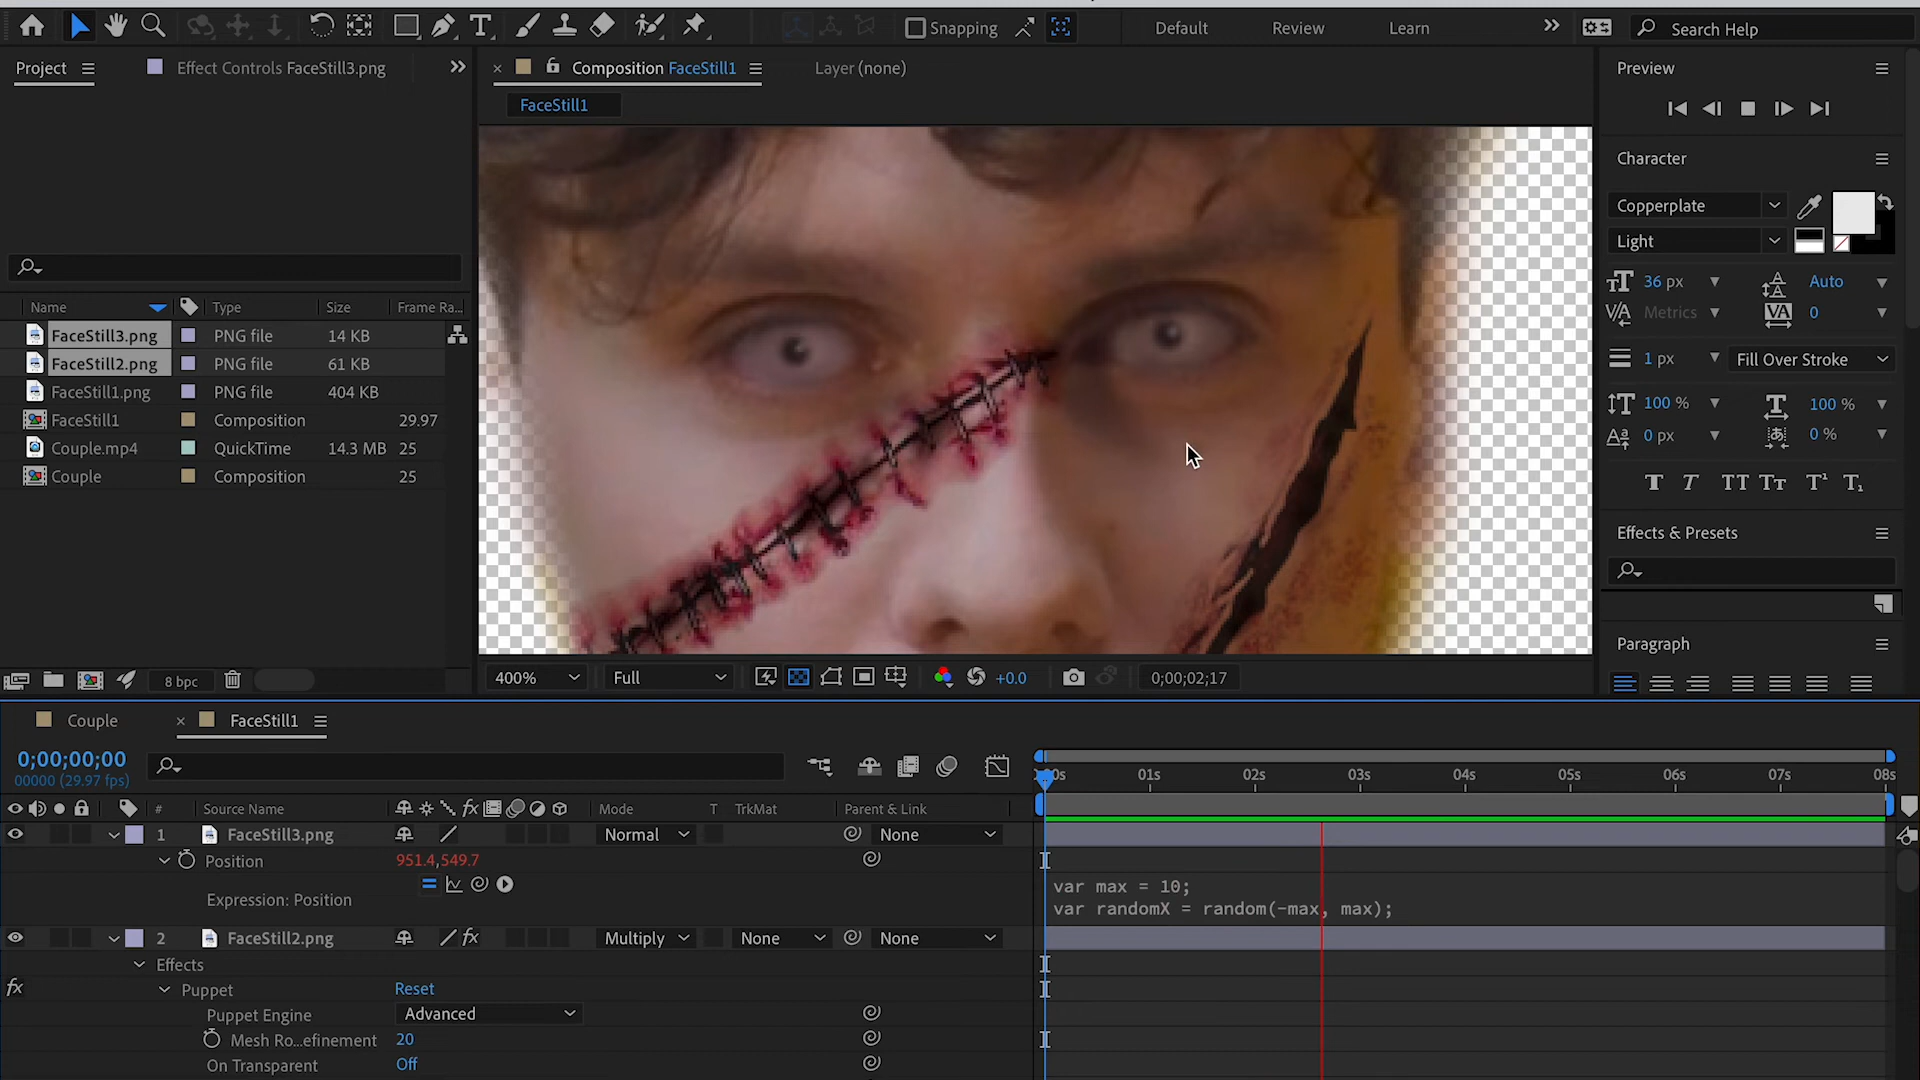 Snapping
Default
Review
Learn
Search Help
Project
Effect Controls FaceStill3.png
Composition FaceStill1
Layer (none)
Preview
FaceStill1
Character
Copperplate
Light
36 px
Auto
Metrics
0
1 px
Fill Over Stroke
100 %
100 %
0 px
0 %
T T TT Tt T¹ T₁
Effects & Presets
Paragraph
Name
Type
Size
Frame Ra...
FaceStill3.png
PNG file
14 KB
FaceStill2.png
PNG file
61 KB
FaceStill1.png
PNG file
404 KB
FaceStill1
Composition
29.97
Couple.mp4
QuickTime
14.3 MB
25
Couple
Composition
25
8 bpc
400%
Full
+0.0
0;00;02;17
Couple
FaceStill1
0;00;00;00
00000 (29.97 fps)
01s
02s
03s
04s
05s
06s
07s
08s
#
Source Name
Mode
T
TrkMat
Parent & Link
1
FaceStill3.png
Normal
None
Position
951.4,549.7
Expression: Position
var max = 10;
var randomX = random(-max, max);
2
FaceStill2.png
Multiply
None
None
Effects
Puppet
Reset
Puppet Engine
Advanced
Mesh Ro...efinement
20
On Transparent
Off